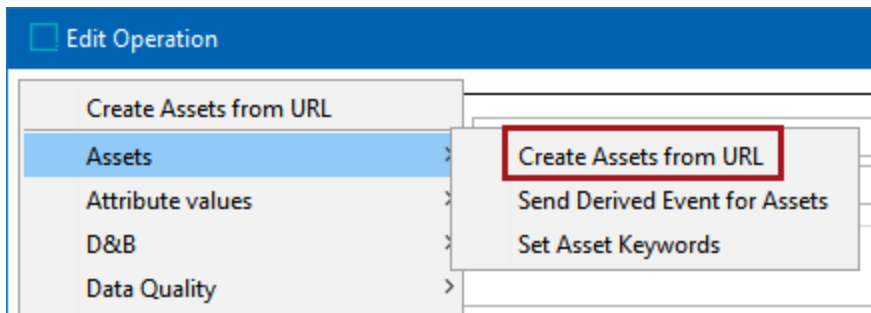 Edit Operation
Create Assets from URL
Assets
Attribute values
D&B
Data Quality
Create Assets from URL
Send Derived Event for Assets
Set Asset Keywords